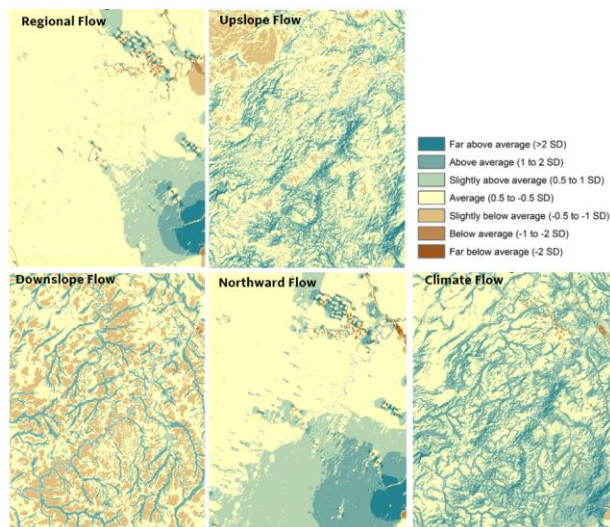 Regional Flow
Upslope Flow
Far above average (>2 SD)
Above average (1 to 2 SD)
Slightly above average (0.5 to 1 SD)
Average (0.5 to -0.5 SD)
Slightly below average (-0.5 to -1 SD)
Below average (-1 to -2 SD)
Far below average (-2 SD)
Downslope Flow
Northward Flow
Climate Flow